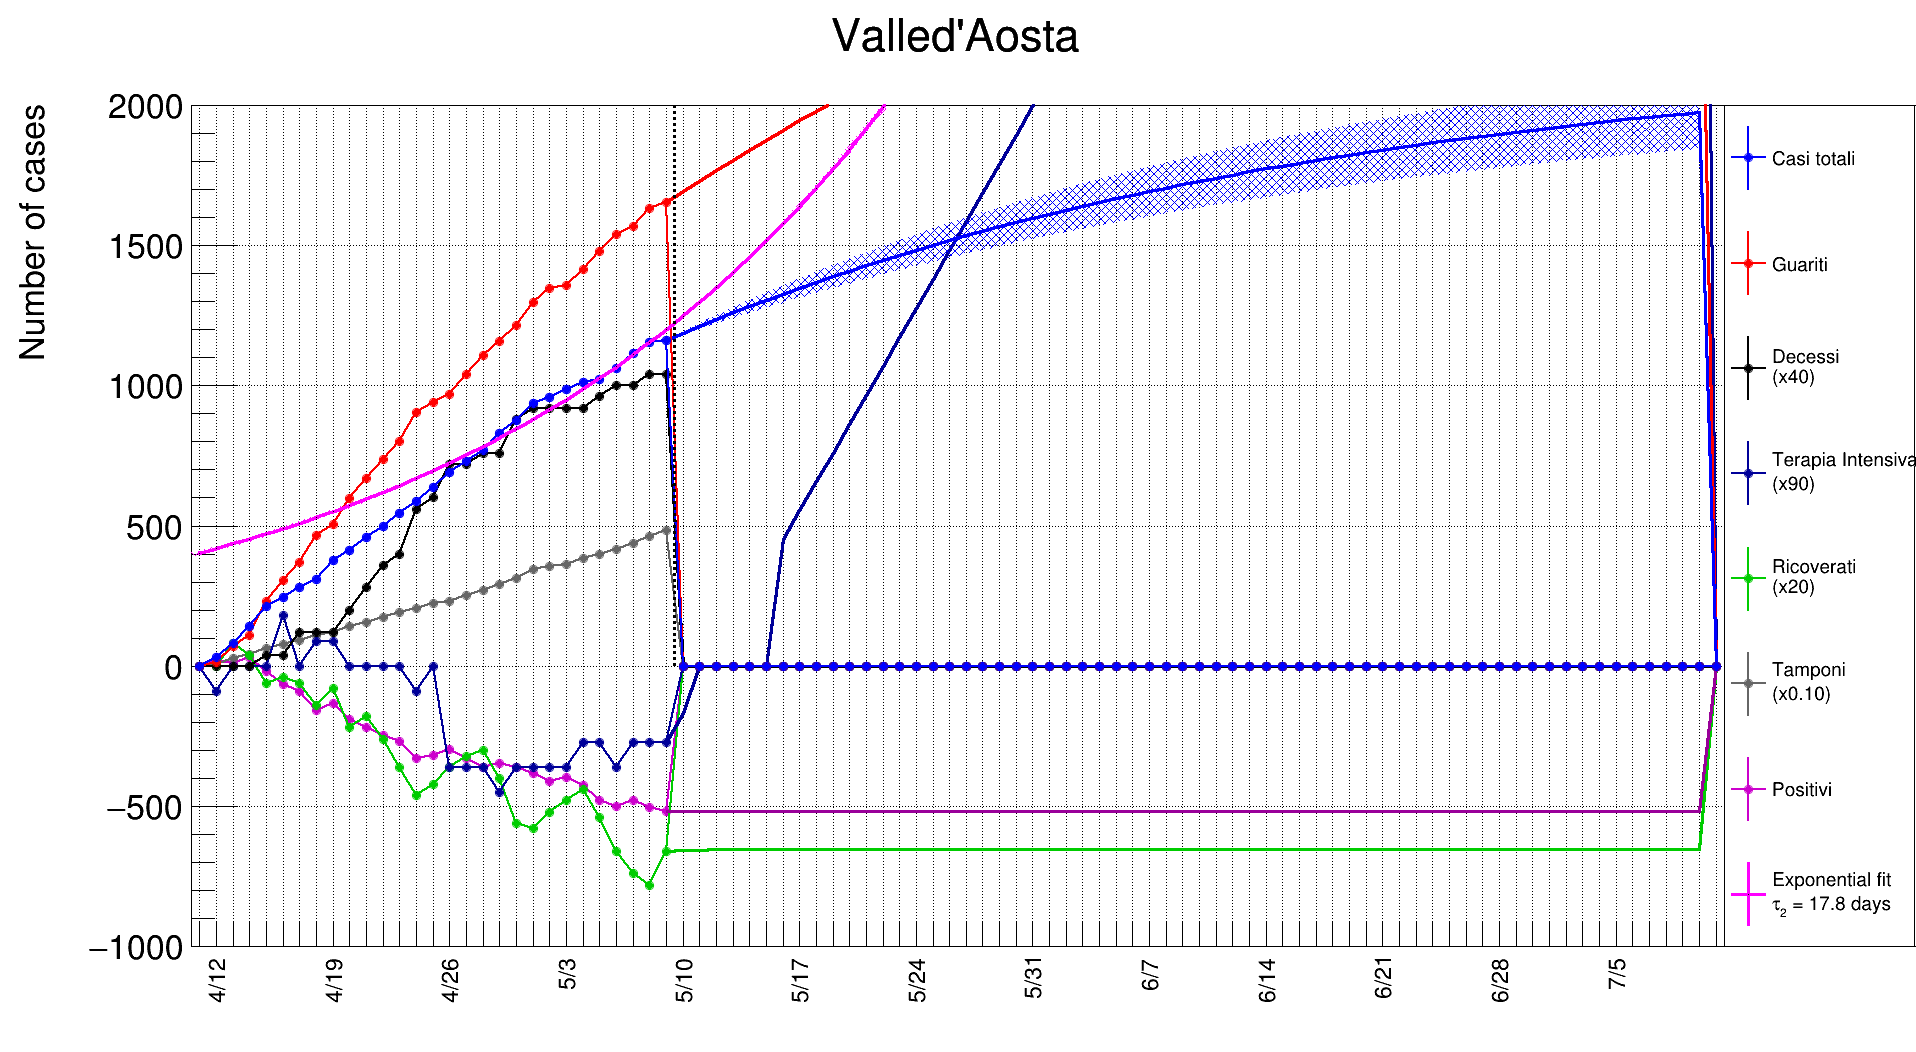 Valled'Aosta
Number of cases
2000
1500
1000
500
0
−500
−1000
4/12
4/19
4/26
5/3
5/10
5/17
5/24
5/31
6/7
6/14
6/21
6/28
7/5
Casi totali
Guariti
Decessi
(x40)
Terapia Intensiva
(x90)
Ricoverati
(x20)
Tamponi
(x0.10)
Positivi
Exponential fit
τ2 = 17.8 days